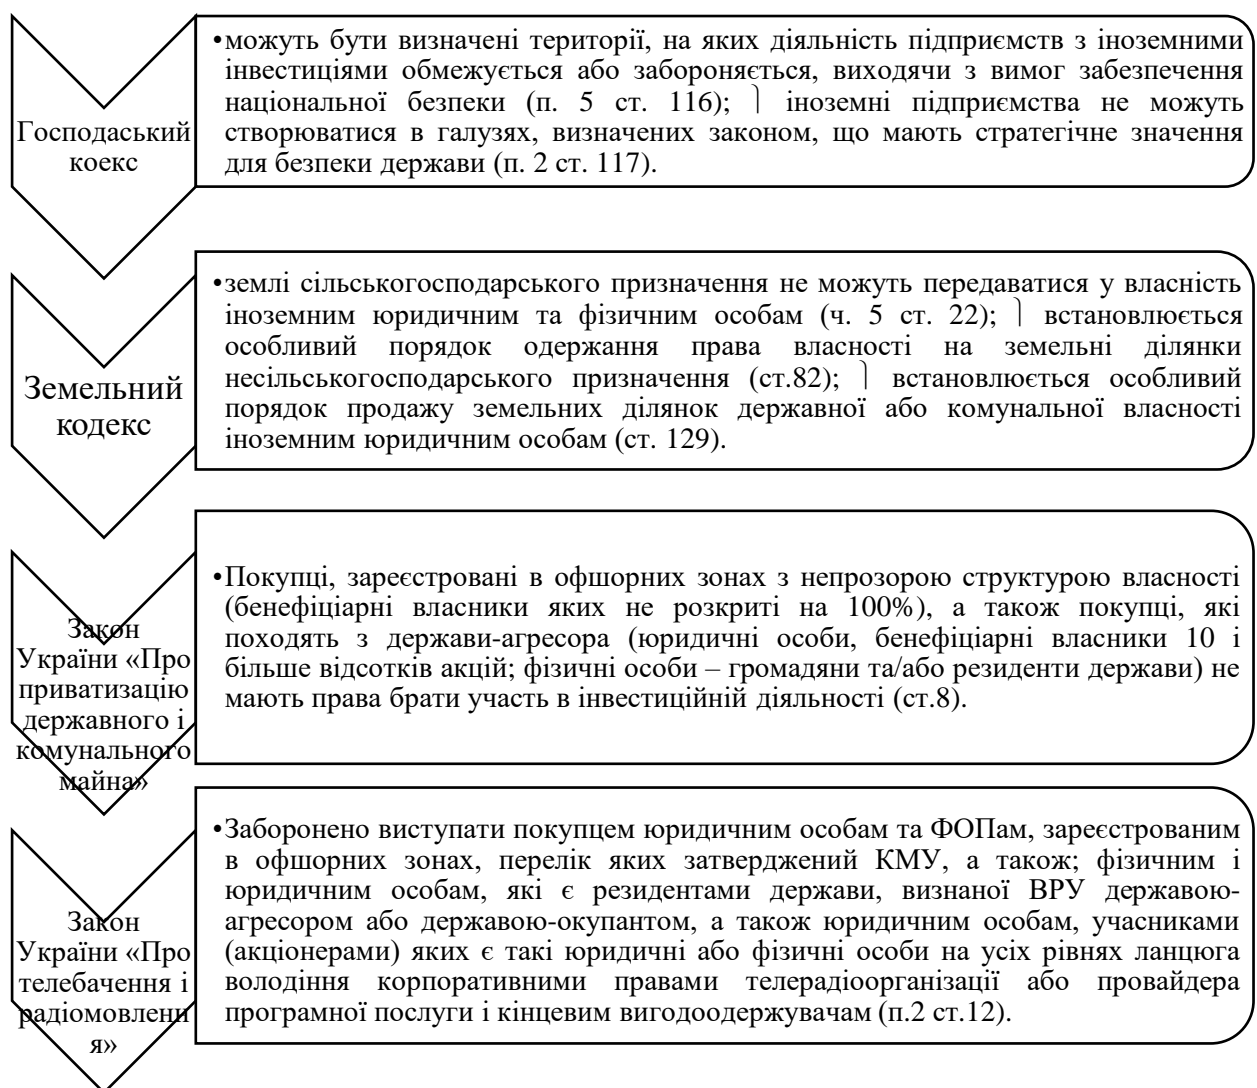 Господаський
коекс
•можуть бути визначені території, на яких діяльність підприємств з іноземними
інвестиціями обмежується або забороняється, виходячи з вимог забезпечення
національної безпеки (п. 5 ст. 116); ⎫ іноземні підприємства не можуть
створюватися в галузях, визначених законом, що мають стратегічне значення
для безпеки держави (п. 2 ст. 117).
Земельний
кодекс
•землі сільськогосподарського призначення не можуть передаватися у власність
іноземним юридичним та фізичним особам (ч. 5 ст. 22); ⎫ встановлюється
особливий порядок одержання права власності на земельні ділянки
несільськогосподарського призначення (ст.82); ⎫ встановлюється особливий
порядок продажу земельних ділянок державної або комунальної власності
іноземним юридичним особам (ст. 129).
Закон
України «Про
приватизацію
державного і
комунального
майна»
•Покупці, зареєстровані в офшорних зонах з непрозорою структурою власності
(бенефіціарні власники яких не розкриті на 100%), а також покупці, які
походять з держави-агресора (юридичні особи, бенефіціарні власники 10 і
більше відсотків акцій; фізичні особи – громадяни та/або резиденти держави) не
мають права брати участь в інвестиційній діяльності (ст.8).
Закон
України «Про
телебачення і
радіомовленн
я»
•Заборонено виступати покупцем юридичним особам та ФОПам, зареєстрованим
в офшорних зонах, перелік яких затверджений КМУ, а також; фізичним і
юридичним особам, які є резидентами держави, визнаної ВРУ державою-
агресором або державою-окупантом, а також юридичним особам, учасниками
(акціонерами) яких є такі юридичні або фізичні особи на усіх рівнях ланцюга
володіння корпоративними правами телерадіоорганізації або провайдера
програмної послуги і кінцевим вигодоодержувачам (п.2 ст.12).